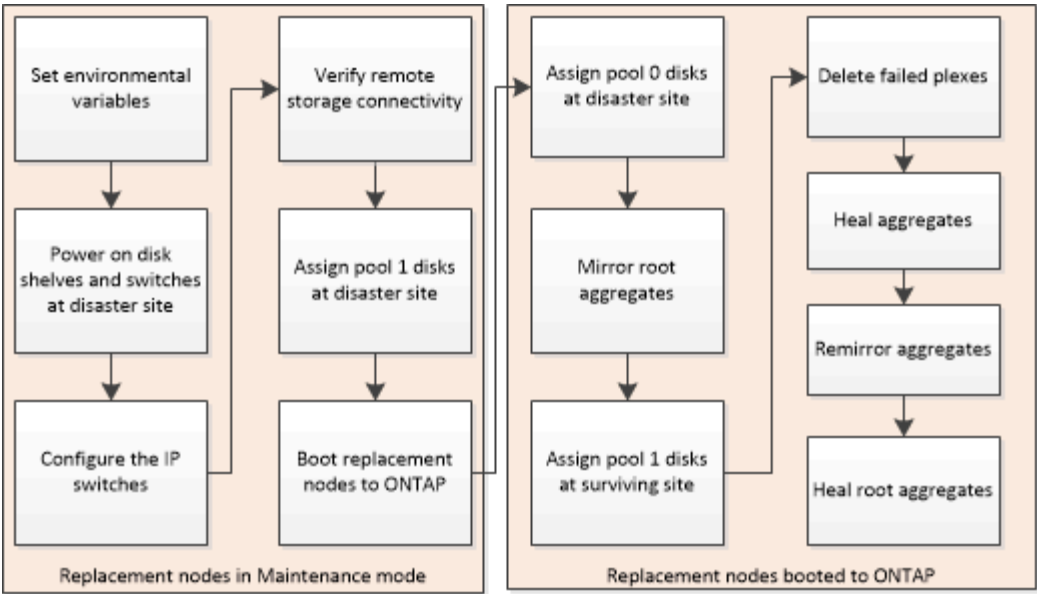 Set environmental
variables
Power on disk
shelves and switches
at disaster site
Configure the IP
switches
Verify remote
storage connectivity
Assign pool 1 disks
at disaster site
Boot replacement
nodes to ONTAP
Replacement nodes in Maintenance mode
Assign pool 0 disks
at disaster site
Mirror root
aggregates
Assign pool 1 disks
at surviving site
Delete failed plexes
Heal aggregates
Remirror aggregates
Heal root aggregates
Replacement nodes booted to ONTAP